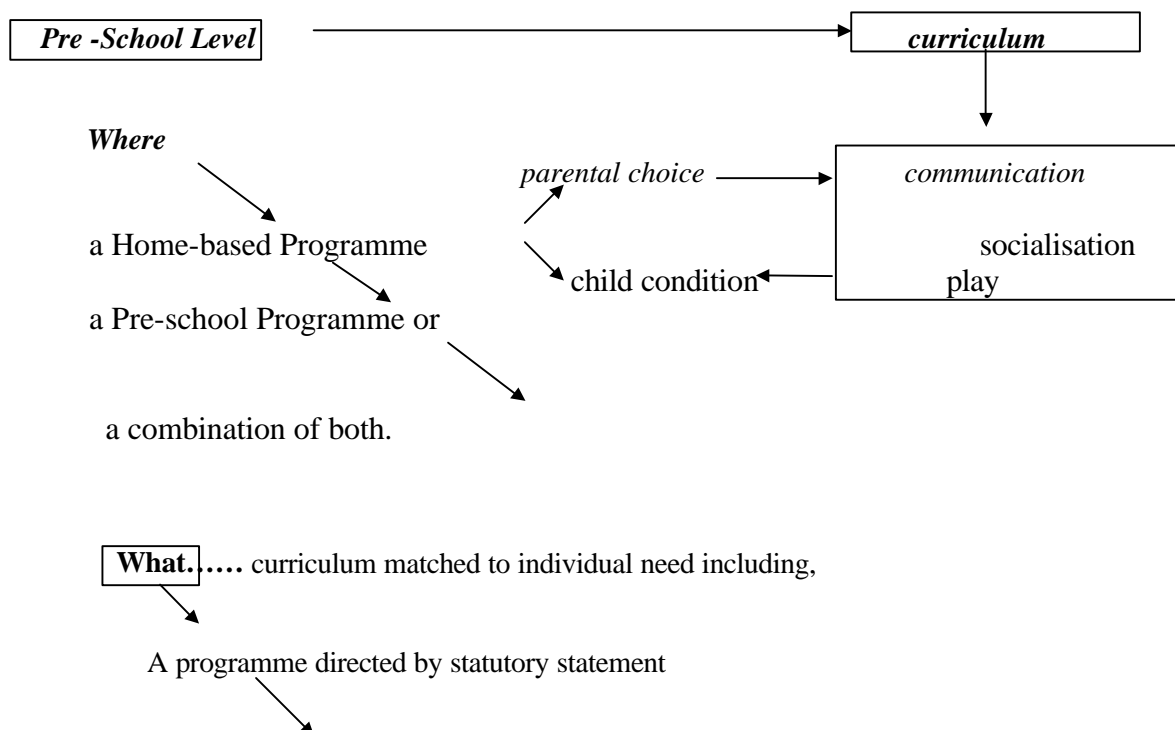 Pre -School Level
curriculum
Where
parental choice
communication
a Home-based Programme
socialisation
child condition
play
a Pre-school Programme or
a combination of both.
What…… curriculum matched to individual need including,
A programme directed by statutory statement